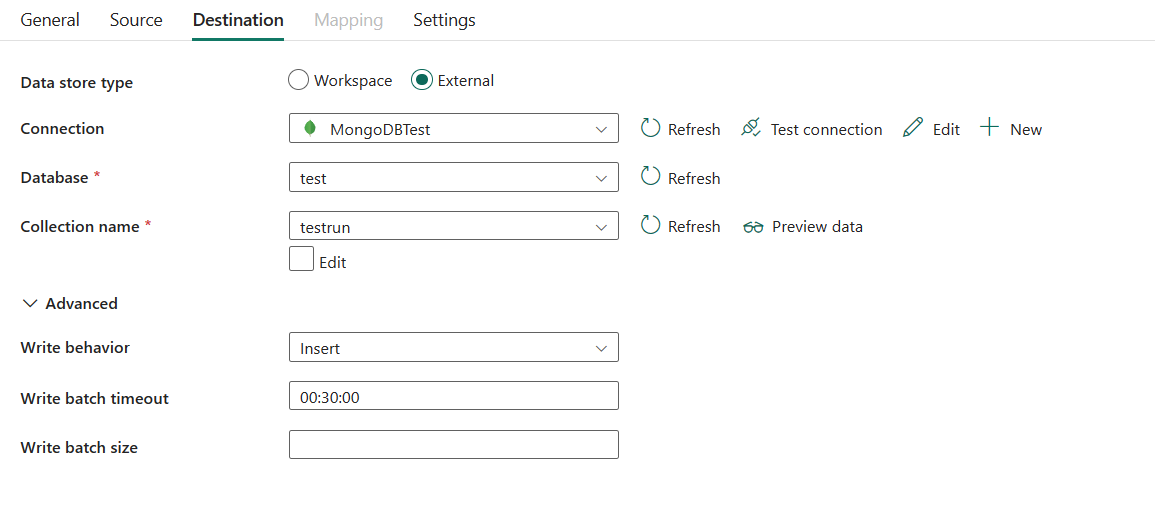 General Source Destination Mapping Settings
Data store type Workspace External
Connection MongoDBTest Refresh Test connection Edit New
Database * test Refresh
Collection name * testrun Refresh Preview data
Edit
Advanced
Write behavior Insert
Write batch timeout 00:30:00
Write batch size